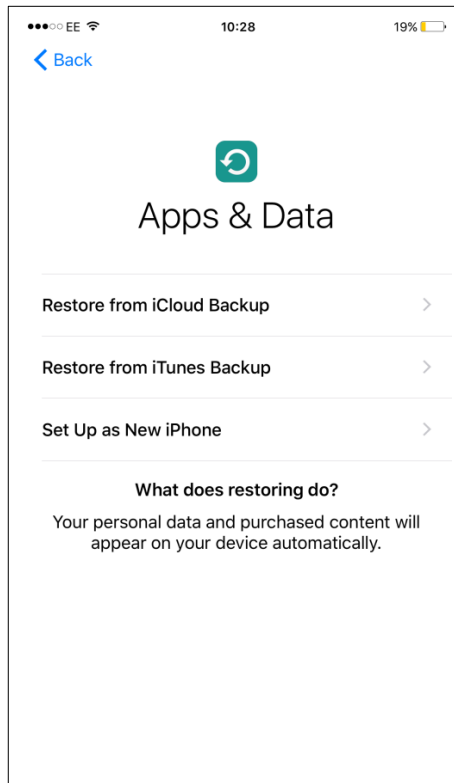 EE 10:28 19%
Back
Apps & Data
Restore from iCloud Backup
Restore from iTunes Backup
Set Up as New iPhone
What does restoring do?
Your personal data and purchased content will
appear on your device automatically.